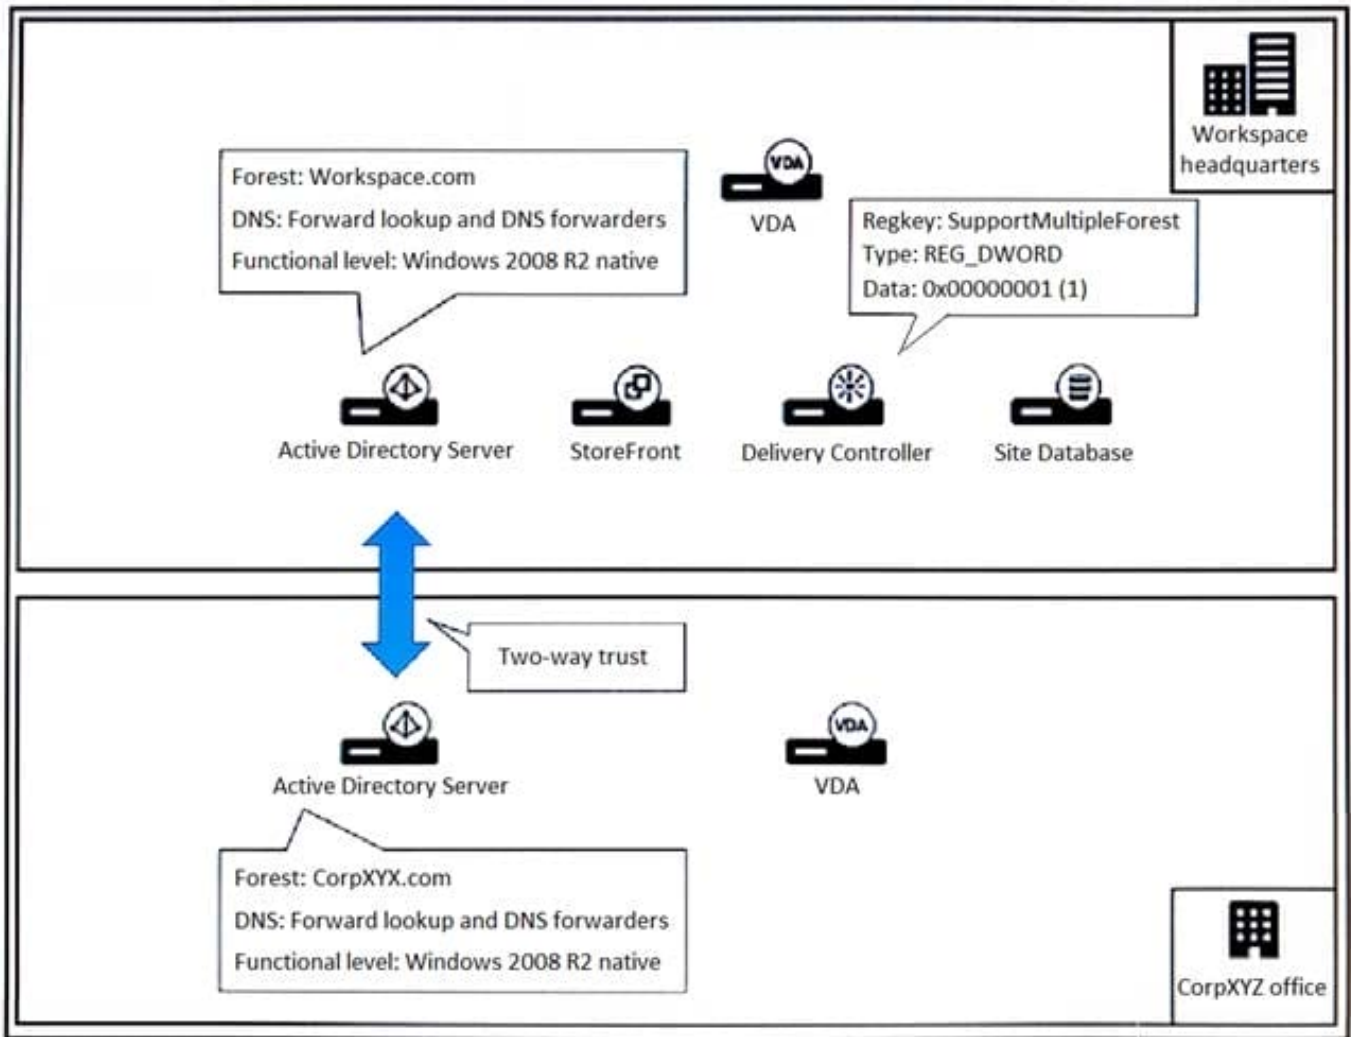 Workspace
headquarters
Forest: Workspace.com
DNS: Forward lookup and DNS forwarders
Functional level: Windows 2008 R2 native
VDA
VDA
Regkey: SupportMultipleForest
Type: REG_DWORD
Data: 0x00000001 (1)
Active Directory Server
StoreFront
Delivery Controller
Site Database
Two-way trust
Active Directory Server
VDA
VDA
Forest: CorpXYX.com
DNS: Forward lookup and DNS forwarders
Functional level: Windows 2008 R2 native
CorpXYZ office